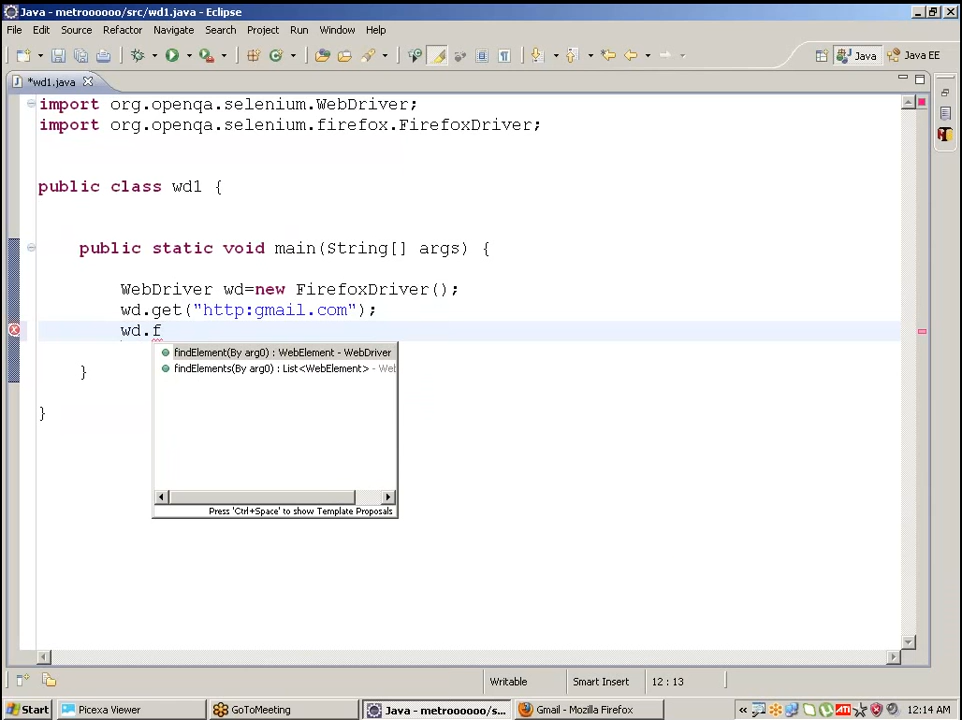 Java - metroooooo/src/wd1.java - Eclipse
File Edit Source Refactor Navigate Search Project Run Window Help
Java Java EE
*wd1.java
import org.openqa.selenium.WebDriver;
import org.openqa.selenium.firefox.FirefoxDriver;
public class wd1 {
public static void main(String[] args) {
WebDriver wd=new FirefoxDriver();
wd.get("http:gmail.com");
wd.f
findElement(By arg0) : WebElement - WebDriver
findElements(By arg0) : List<WebElement> - Web
}
}
Press 'Ctrl+Space' to show Template Proposals
Writable Smart Insert 12 : 13
Start Picexa Viewer GoToMeeting Java - metroooooo/s... Gmail - Mozilla Firefox « 12:14 AM